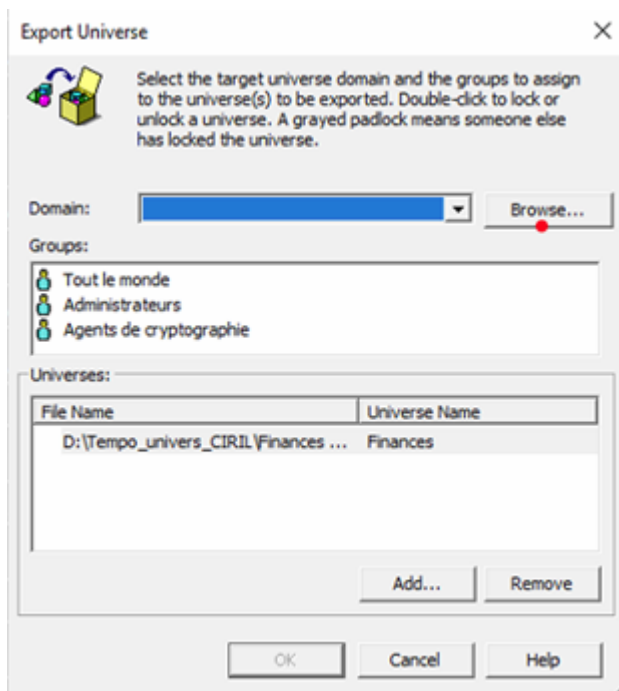 Export Universe
Select the target universe domain and the groups to assign
to the universe(s) to be exported. Double-click to lock or
unlock a universe. A grayed padlock means someone else
has locked the universe.
Domain:
Browse...
Groups:
Tout le monde
Administrateurs
Agents de cryptographie
Universes:
File Name Universe Name
D:\Tempo_univers_CIRIL\Finances ... Finances
Add... Remove
OK Cancel Help